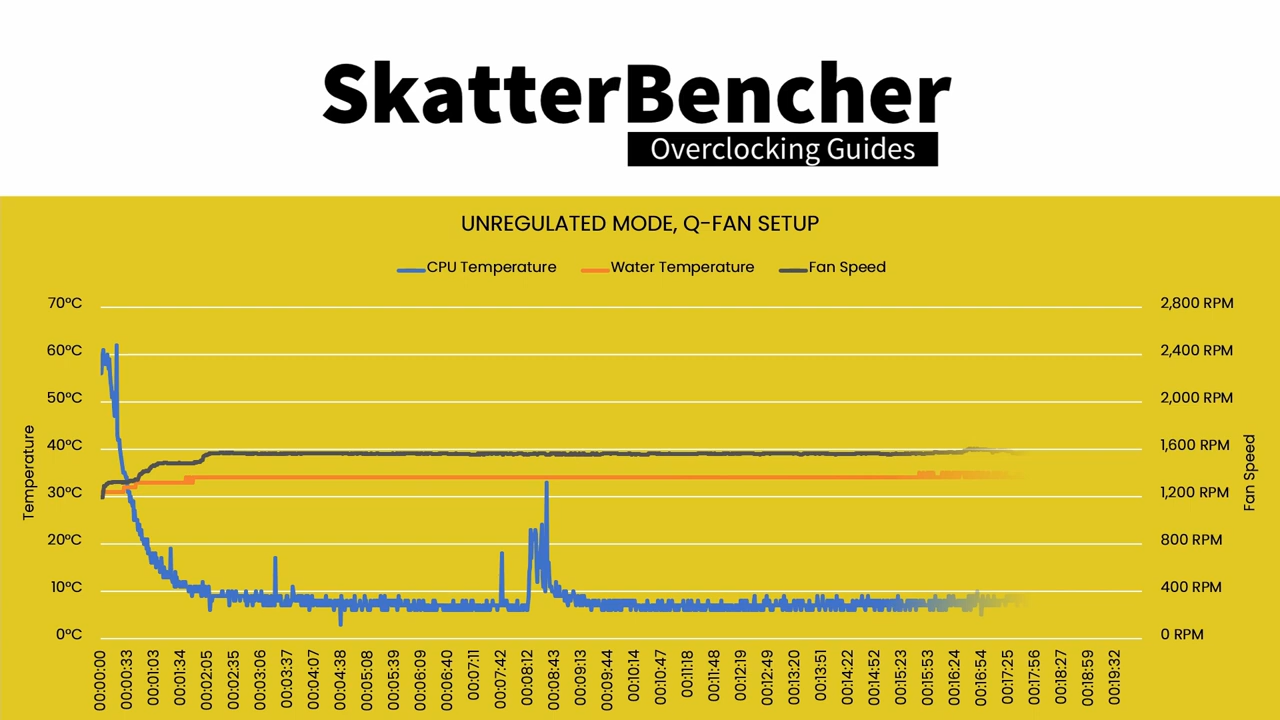 SkatterBencher
Overclocking Guides
UNREGULATED MODE, Q-FAN SETUP
CPU Temperature Water Temperature Fan Speed
70°C 2,800 RPM
60°C 2,400 RPM
50°C 2,000 RPM
40°C 1,600 RPM
30°C 1,200 RPM
20°C 800 RPM
10°C 400 RPM
0°C 0 RPM
Temperature
Fan Speed
00:00:00 00:00:33 00:01:03 00:01:34 00:02:05 00:02:35 00:03:06 00:03:37 00:04:07 00:04:38 00:05:08 00:05:39 00:06:09 00:06:40 00:07:11 00:07:42 00:08:12 00:08:43 00:09:13 00:09:44 00:10:14 00:10:47 00:11:18 00:11:48 00:12:19 00:12:49 00:13:20 00:13:51 00:14:22 00:14:52 00:15:23 00:15:53 00:16:24 00:16:54 00:17:25 00:17:56 00:18:27 00:18:59 00:19:32